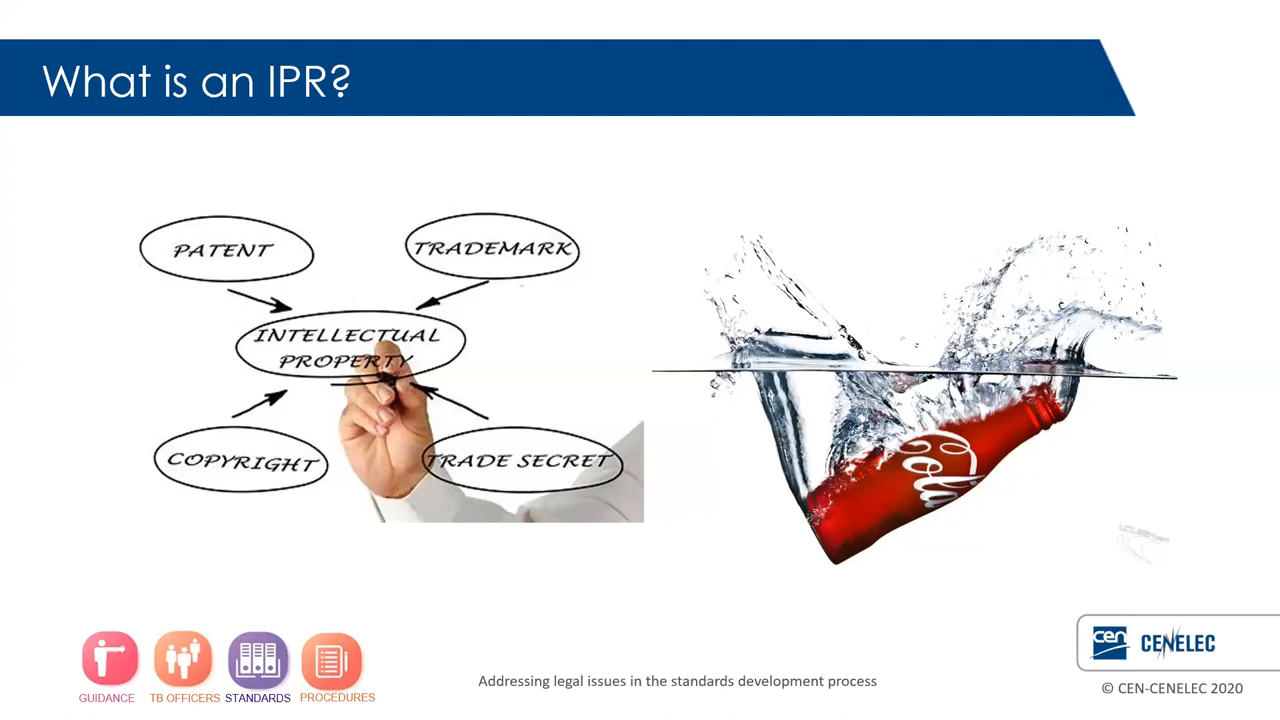 What is an IPR?
PATENT
TRADEMARK
INTELLECTUAL
PROPERTY
COPYRIGHT
TRADE SECRET
Cola
GUIDANCE
TB OFFICERS
STANDARDS
PROCEDURES
Addressing legal issues in the standards development process
cen
CENELEC
© CEN-CENELEC 2020